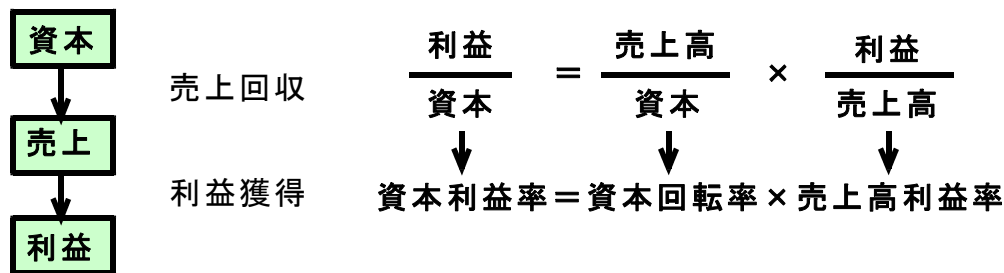 資本
売上回収
売上
利益獲得
利益
利益 = 売上高 × 利益
資本 資本 売上高
資本利益率=資本回転率×売上高利益率